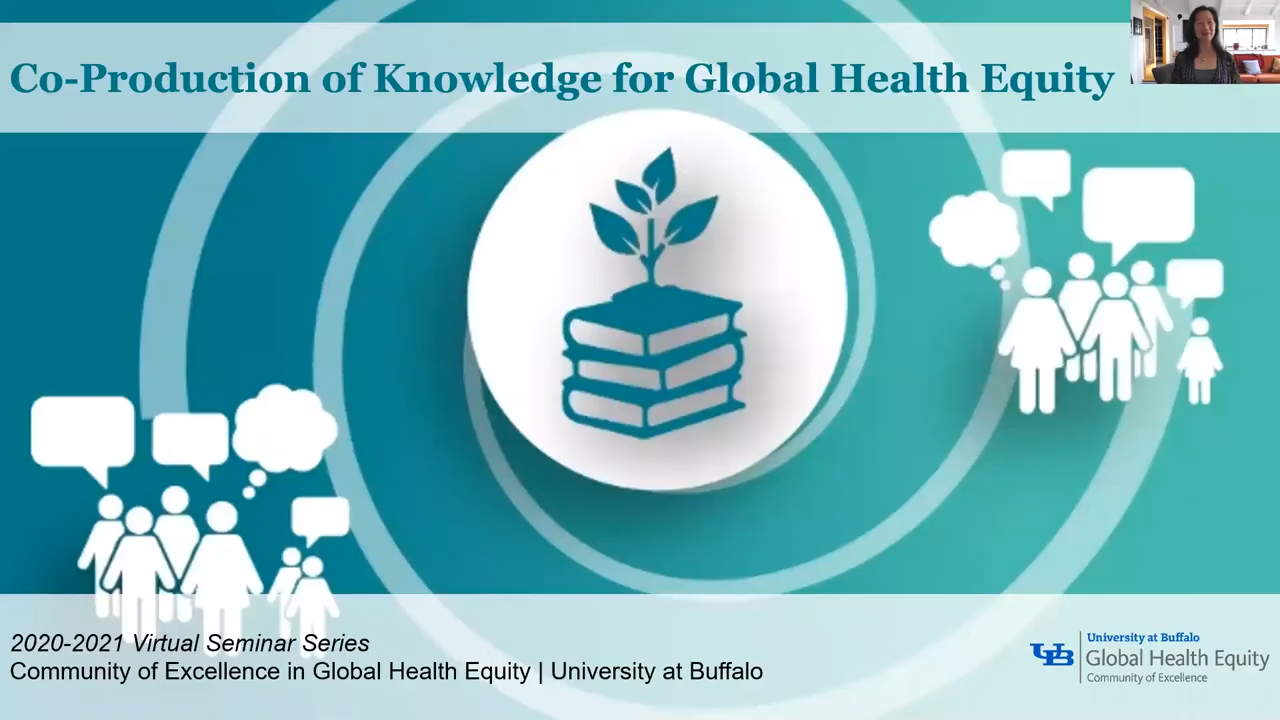 Co-Production of Knowledge for Global Health Equity
2020-2021 Virtual Seminar Series
Community of Excellence in Global Health Equity | University at Buffalo
UB
University at Buffalo
Global Health Equity
Community of Excellence